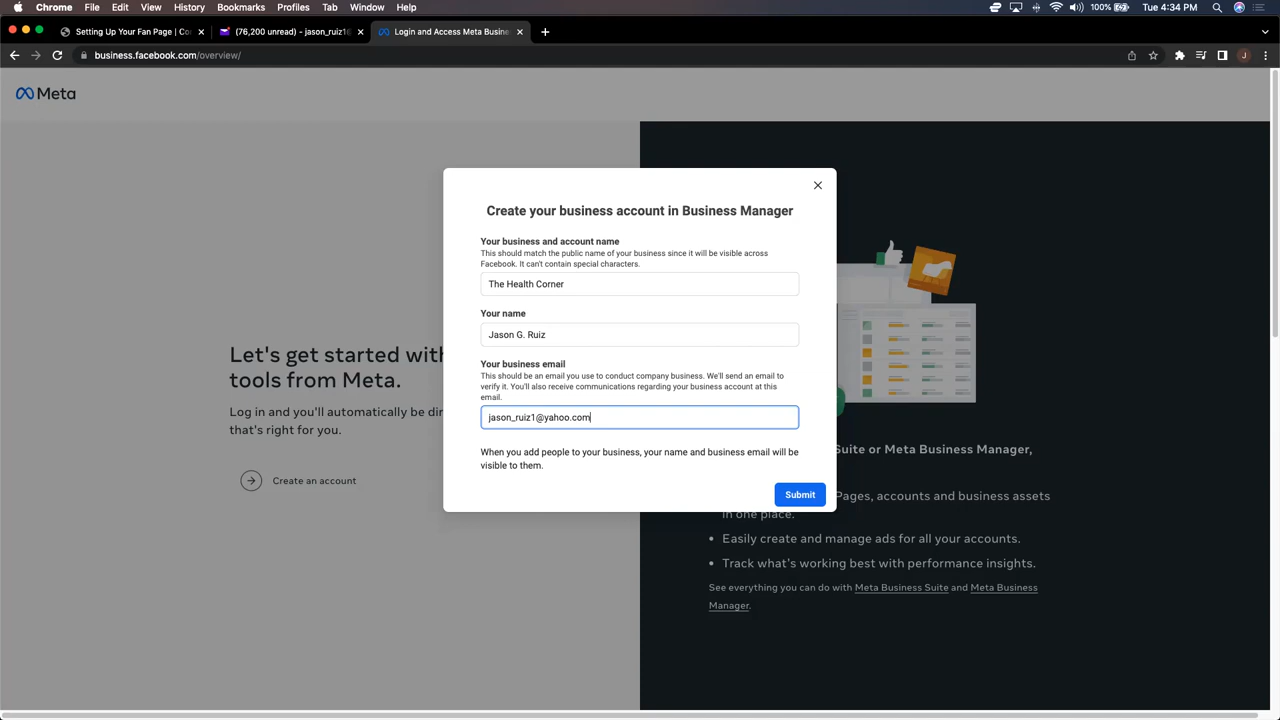 Chrome File Edit View History Bookmarks Profiles Tab Window Help 100% Tue 4:34 PM
Setting Up Your Fan Page | Co (76,200 unread) - jason_ruiz1 Login and Access Meta Busine
business.facebook.com/overview/ J
Meta
Create your business account in Business Manager
Your business and account name
This should match the public name of your business since it will be visible across
Facebook. It can't contain special characters.
The Health Corner
Your name
Jason G. Ruiz
Your business email
This should be an email you use to conduct company business. We'll send an email to
verify it. You'll also receive communications regarding your business account at this
email.
jason_ruiz1@yahoo.com
When you add people to your business, your name and business email will be
visible to them.
Submit
Let's get started with
tools from Meta.
Log in and you'll automatically be dir
that's right for you.
Create an account
Suite or Meta Business Manager,
Pages, accounts and business assets
in one place.
• Easily create and manage ads for all your accounts.
• Track what's working best with performance insights.
See everything you can do with Meta Business Suite and Meta Business
Manager.